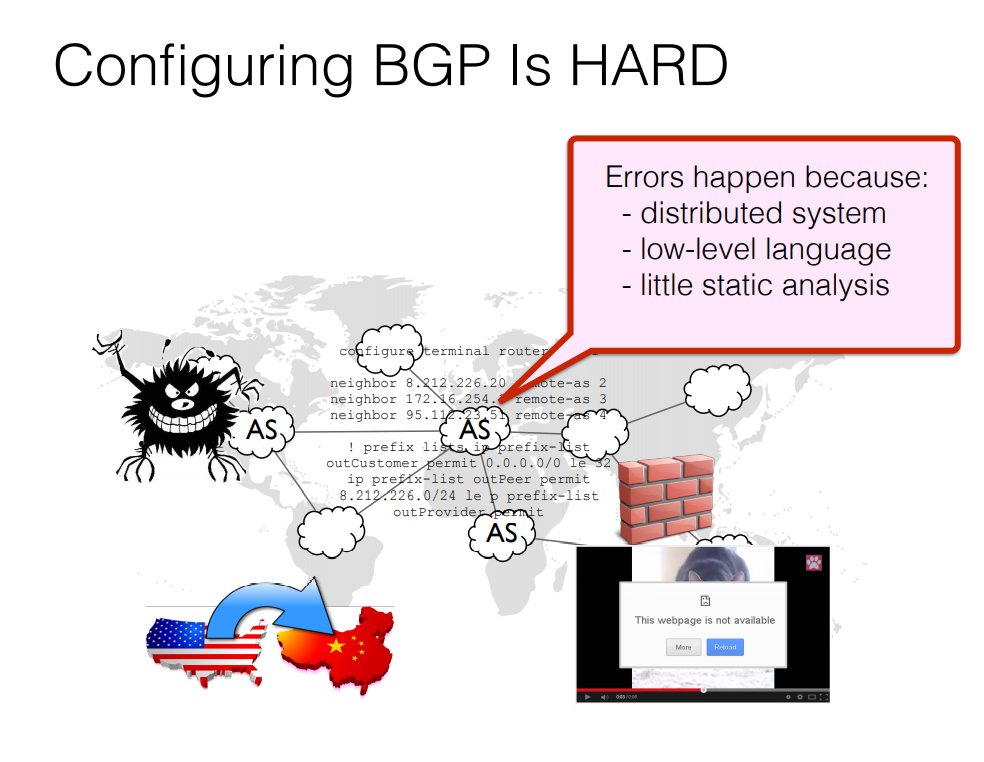 Configuring BGP Is HARD
Errors happen because:
- distributed system
- low-level language
- little static analysis
configure terminal router
neighbor 8.212.226.20 remote-as 2
neighbor 172.16.254. remote-as 3
neighbor 95.112.23.51 remote-as 4
AS
AS
! prefix lists ip prefix-list
outCustomer permit 0.0.0.0/0 le 32
ip prefix-list outPeer permit
8.212.226.0/24 le p prefix-list
outProvider permit
AS
This webpage is not available
More
Reload